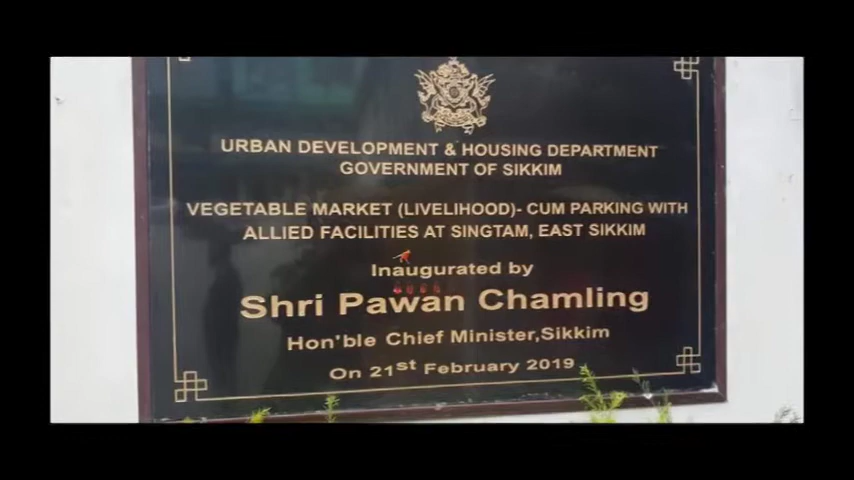 URBAN DEVELOPMENT & HOUSING DEPARTMENT
GOVERNMENT OF SIKKIM
VEGETABLE MARKET (LIVELIHOOD)- CUM PARKING WITH
ALLIED FACILITIES AT SINGTAM, EAST SIKKIM
Inaugurated by
Shri Pawan Chamling
Hon'ble Chief Minister,Sikkim
On 21ST February 2019